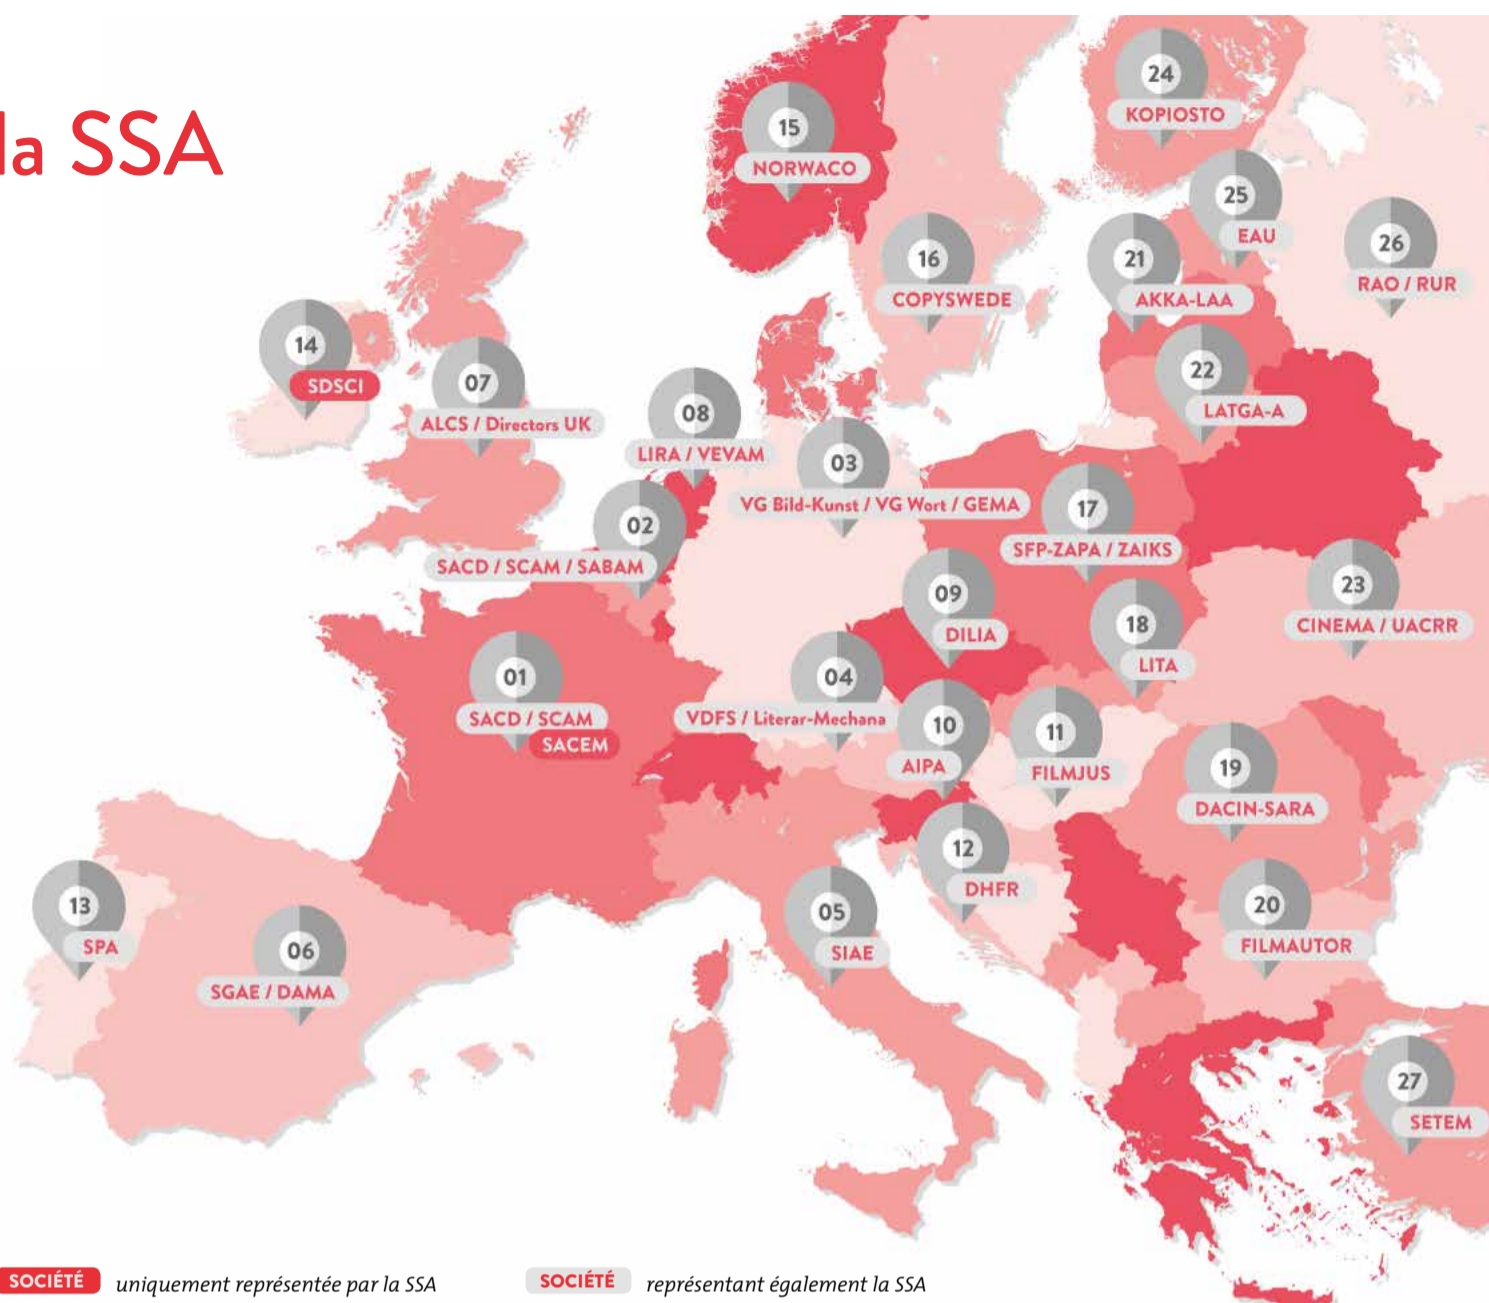 la SSA
24
KOPIOSTO
15
NORWACO
25
EAU
26
RAO / RUR
16
COPYSWEDE
21
AKKA-LAA
14
SDSCI
07
ALCS / Directors UK
22
LATGA-A
08
LIRA / VEVAM
03
VG Bild-Kunst / VG Wort / GEMA
02
SACD / SCAM / SABAM
17
SFP-ZAPA / ZAIKS
09
DILIA
23
CINEMA / UACRR
18
LITA
01
SACD / SCAM
SACEM
04
VDFS / Literar-Mechana
10
AIPA
11
FILMJUS
19
DACIN-SARA
12
DHFR
13
SPA
06
SGAE / DAMA
05
SIAE
20
FILMAUTOR
27
SETEM
SOCIÉTÉ uniquement représentée par la SSA
SOCIÉTÉ représentant également la SSA